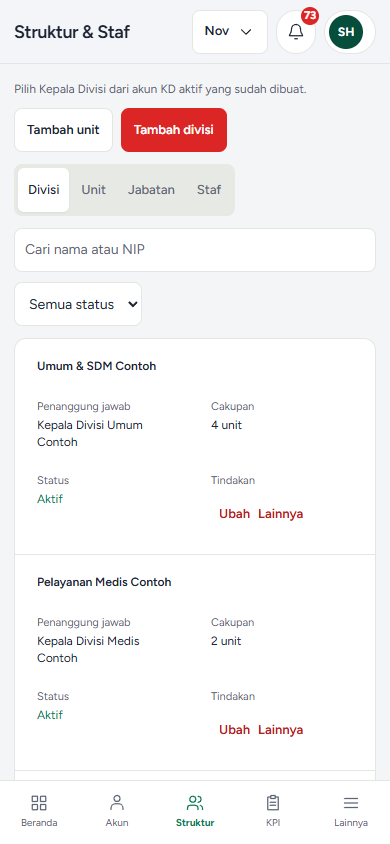 Struktur & Staf
Nov
73
SH
Pilih Kepala Divisi dari akun KD aktif yang sudah dibuat.
Tambah unit
Tambah divisi
Divisi
Unit
Jabatan
Staf
Cari nama atau NIP
Semua status
Umum & SDM Contoh
Penanggung jawab
Cakupan
Kepala Divisi Umum
Contoh
4 unit
Status
Tindakan
Aktif
Ubah Lainnya
Pelayanan Medis Contoh
Penanggung jawab
Cakupan
Kepala Divisi Medis
Contoh
2 unit
Status
Tindakan
Aktif
Ubah Lainnya
Beranda
Akun
Struktur
KPI
Lainnya